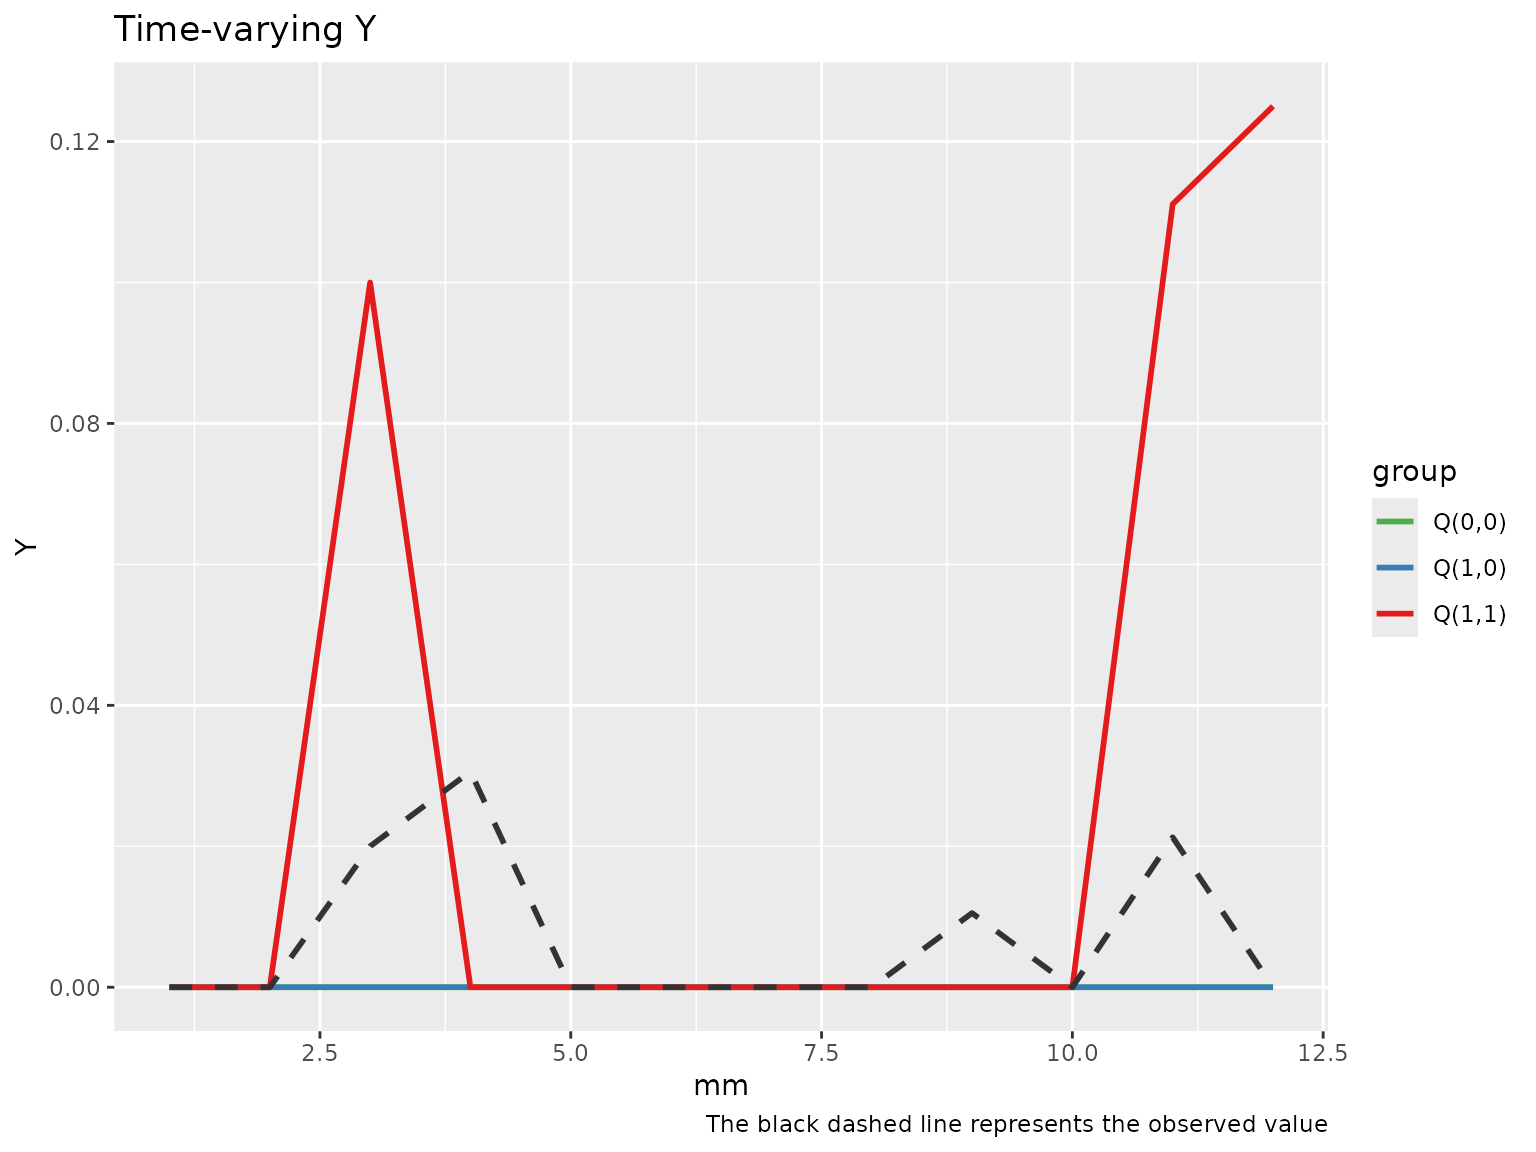 Time-varying Y
0.12
0.08
0.04
0.00
Y
2.5 5.0 7.5 10.0 12.5
mm
The black dashed line represents the observed value
group
Q(0,0)
Q(1,0)
Q(1,1)